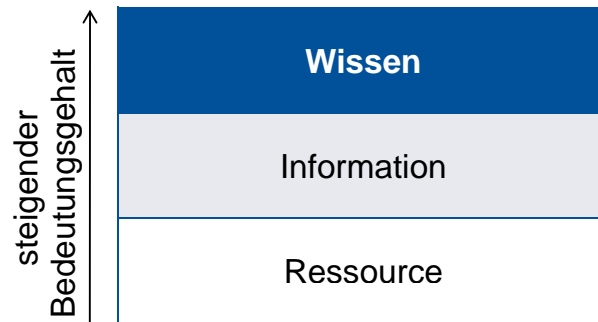 steigender
Bedeutungsgehalt
Wissen
Information
Ressource